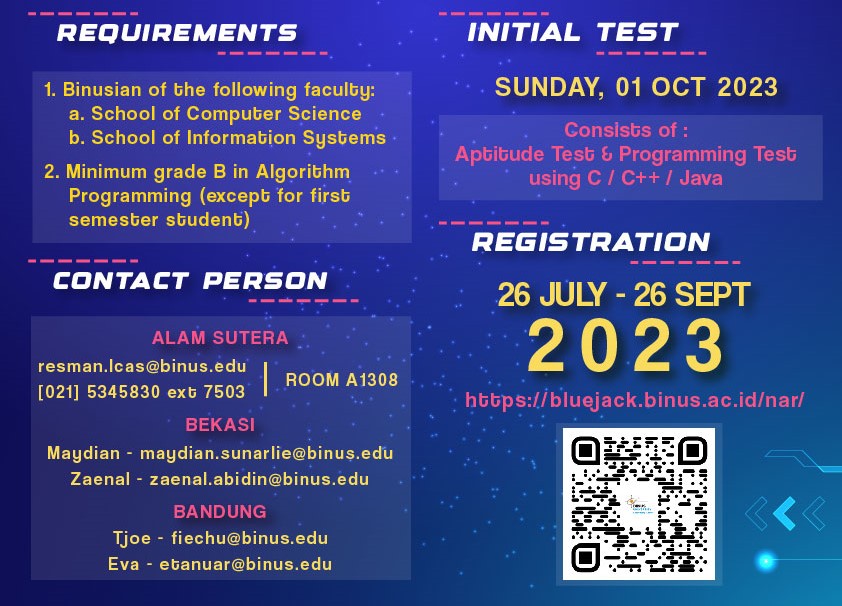 REQUIREMENTS
1. Binusian of the following faculty:
a. School of Computer Science
b. School of Information Systems
2. Minimum grade B in Algorithm
Programming (except for first
semester student)
CONTACT PERSON
ALAM SUTERA
resman.lcas@binus.edu
[021] 5345830 ext 7503
ROOM A1308
BEKASI
Maydian - maydian.sunarlie@binus.edu
Zaenal - zaenal.abidin@binus.edu
BANDUNG
Tjoe - fiechu@binus.edu
Eva - etanuar@binus.edu
INITIAL TEST
SUNDAY, 01 OCT 2023
Consists of :
Aptitude Test & Programming Test
using C / C++ / Java
REGISTRATION
26 JULY - 26 SEPT
2023
https://bluejack.binus.ac.id/nar/